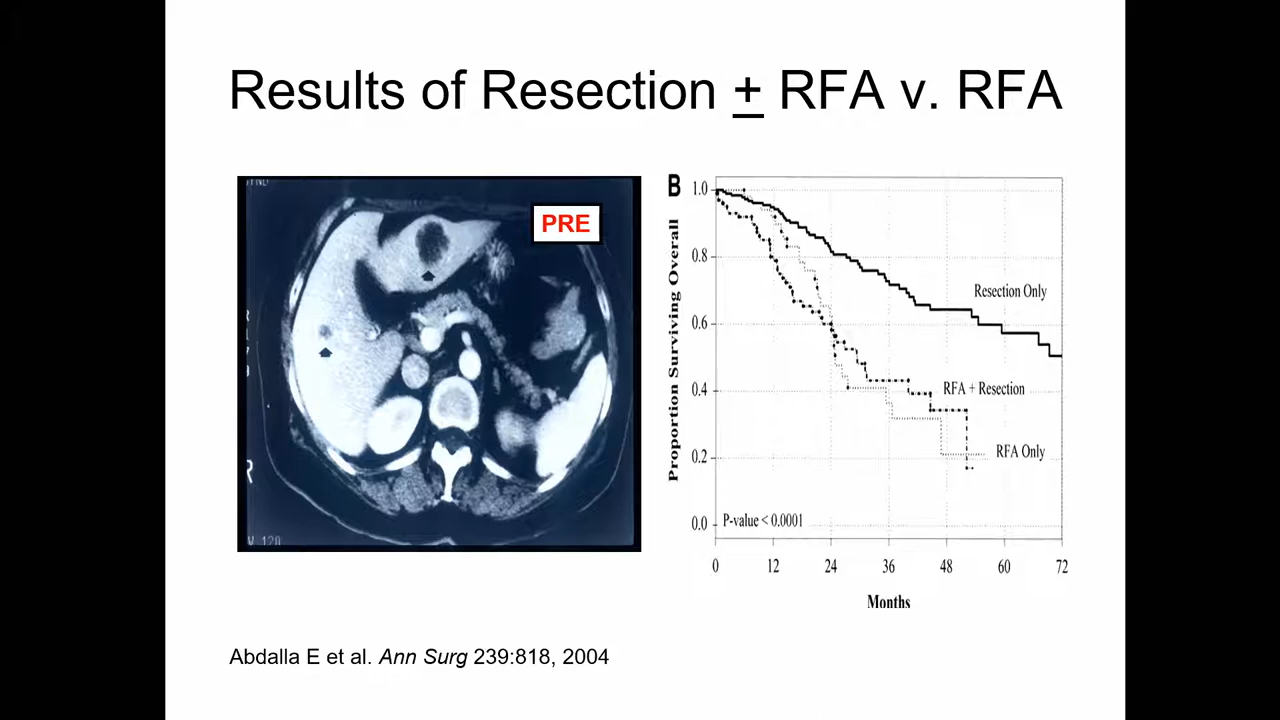 Results of Resection + RFA v. RFA
PRE
R
V 120
B
Proportion Surviving Overall
1.0
0.8
0.6
0.4
0.2
0.0
Resection Only
RFA + Resection
RFA Only
P-value < 0.0001
0 12 24 36 48 60 72
Months
Abdalla E et al. Ann Surg 239:818, 2004